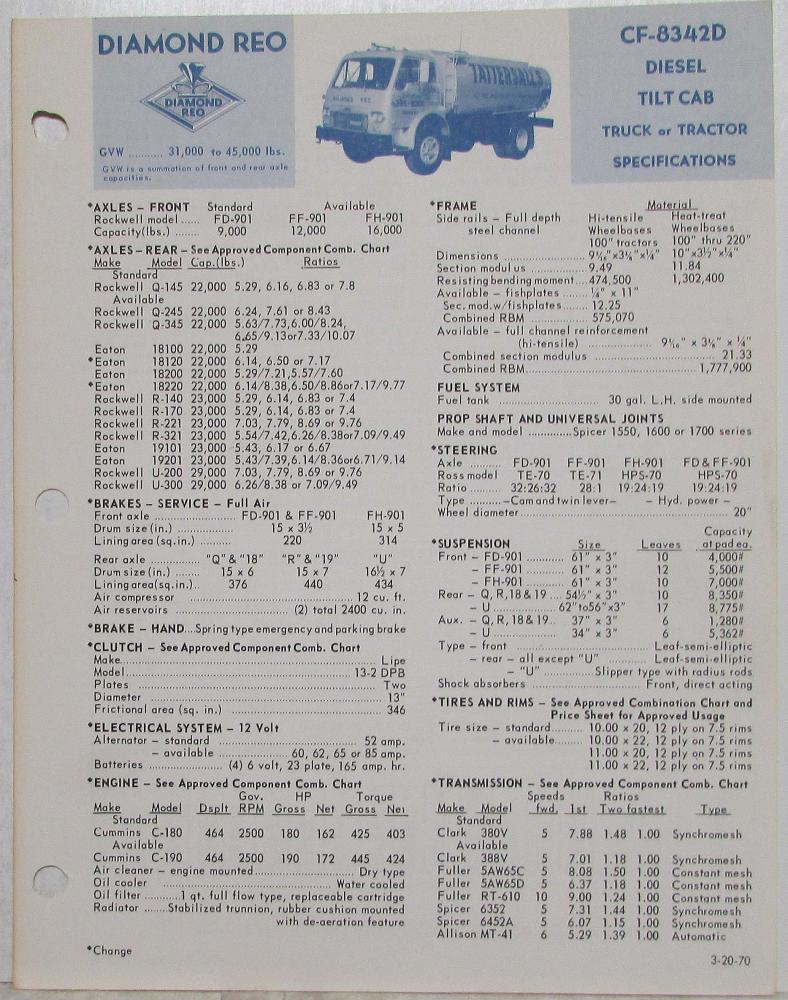 DIAMOND REO
DIAMOND
REO
GVW .......... 31,000 to 45,000 lbs.
GVW is a summation of front and rear axle
capacities.
TATTERSALL'S
DIAMOND REO
CF-8342D
DIESEL
TILT CAB
TRUCK or TRACTOR
SPECIFICATIONS
*AXLES – FRONT Standard Available
Rockwell model ...... FD-901 FF-901 FH-901
Capacity (lbs.) ....... 9,000 12,000 16,000
*AXLES – REAR – See Approved Component Comb. Chart
Make Model Cap. (lbs.) Ratios
Standard
Rockwell Q-145 22,000 5.29, 6.16, 6.83 or 7.8
Available
Rockwell Q-245 22,000 6.24, 7.61 or 8.43
Rockwell Q-345 22,000 5.63/7.73, 6.00/8.24,
6.65/9.13 or 7.33/10.07
Eaton 18100 22,000 5.29
*Eaton 18120 22,000 6.14, 6.50 or 7.17
Eaton 18200 22,000 5.29/7.21, 5.57/7.60
*Eaton 18220 22,000 6.14/8.38, 6.50/8.86 or 7.17/9.77
Rockwell R-140 23,000 5.29, 6.14, 6.83 or 7.4
Rockwell R-170 23,000 5.29, 6.14, 6.83 or 7.4
Rockwell R-221 23,000 7.03, 7.79, 8.69 or 9.76
Rockwell R-321 23,000 5.54/7.42, 6.26/8.38 or 7.09/9.49
Eaton 19101 23,000 5.43, 6.17 or 6.67
Eaton 19201 23,000 5.43/7.39, 6.14/8.36 or 6.71/9.14
Rockwell U-200 29,000 7.03, 7.79, 8.69 or 9.76
Rockwell U-300 29,000 6.26/8.38 or 7.09/9.49
*BRAKES – SERVICE – Full Air
Front axle .................... FD-901 & FF-901 FH-901
Drum size (in.) ................. 15 x 3½ 15 x 5
Lining area (sq. in.) ........... 220 314
Rear axle ............ "Q" & "18" "R" & "19" "U"
Drum size (in.) ....... 15 x 6 15 x 7 16½ x 7
Lining area (sq. in.) .. 376 440 434
Air compressor ....................................... 12 cu. ft.
Air reservoirs ......................... (2) total 2400 cu. in.
*BRAKE – HAND ... Spring type emergency and parking brake
*CLUTCH – See Approved Component Comb. Chart
Make ....................................................... Lipe
Model .................................................. 13-2 DPB
Plates ..................................................... Two
Diameter ................................................... 13"
Frictional area (sq. in.) ................................... 346
*ELECTRICAL SYSTEM – 12 Volt
Alternator – standard ................................ 52 amp.
– available ................... 60, 62, 65 or 85 amp.
Batteries ................ (4) 6 volt, 23 plate, 165 amp. hr.
*ENGINE – See Approved Component Comb. Chart
Gov. HP Torque
Make Model Dsplt RPM Gross Net Gross Net
Standard
Cummins C-180 464 2500 180 162 425 403
Available
Cummins C-190 464 2500 190 172 445 424
Air cleaner – engine mounted ......................... Dry type
Oil cooler ..................................... Water cooled
Oil filter .......... 1 qt. full flow type, replaceable cartridge
Radiator ...... Stabilized trunnion, rubber cushion mounted
with de-aeration feature
*Change
*FRAME Material
Side rails – Full depth Hi-tensile Heat-treat
steel channel Wheelbases Wheelbases
100" tractors 100" thru 220"
Dimensions .................... 9⅟₁₆" x 3⅛" x ¼" 10" x 3½" x ¼"
Section modulus ............... 9.49 11.84
Resisting bending moment .... 474,500 1,302,400
Available – fishplates ......... ¼" x 11"
Sec. mod. w/fishplates ........ 12.25
Combined RBM ............... 575,070
Available – full channel reinforcement
(hi-tensile) ................ 9⅟₁₆" x 3⅛" x ¼"
Combined section modulus ........................... 21.33
Combined RBM ..................................... 1,777,900
FUEL SYSTEM
Fuel tank .......................... 30 gal. L.H. side mounted
PROP SHAFT AND UNIVERSAL JOINTS
Make and model ............. Spicer 1550, 1600 or 1700 series
*STEERING
Axle ......... FD-901 FF-901 FH-901 FD & FF-901
Ross model TE-70 TE-71 HPS-70 HPS-70
Ratio ......... 32:26:32 28:1 19:24:19 19:24:19
Type ......... – Cam and twin lever – – Hyd. power –
Wheel diameter ........................................... 20"
Capacity
*SUSPENSION Size Leaves at pad ea.
Front – FD-901 ........... 61" x 3" 10 4,000#
– FF-901 ........... 61" x 3" 12 5,500#
– FH-901 ........... 61" x 3" 10 7,000#
Rear – Q, R, 18 & 19 .... 54½" x 3" 10 8,350#
– U ................ 62" to 56" x 3" 17 8,775#
Aux. – Q, R, 18 & 19 .. 37" x 3" 6 1,280#
– U ................ 34" x 3" 6 5,362#
Type – front ........................... Leaf-semi-elliptic
– rear – all except "U" ............ Leaf-semi-elliptic
– "U" .......... Slipper type with radius rods
Shock absorbers ........................ Front, direct acting
*TIRES AND RIMS – See Approved Combination Chart and
Price Sheet for Approved Usage
Tire size – standard ......... 10.00 x 20, 12 ply on 7.5 rims
– available ....... 10.00 x 22, 12 ply on 7.5 rims
11.00 x 20, 12 ply on 7.5 rims
11.00 x 22, 12 ply on 7.5 rims
*TRANSMISSION – See Approved Component Comb. Chart
Speeds Ratios
Make Model fwd. 1st Two fastest Type
Standard
Clark 380V 5 7.88 1.48 1.00 Synchromesh
Available
Clark 388V 5 7.01 1.18 1.00 Synchromesh
Fuller 5AW65C 5 8.08 1.50 1.00 Constant mesh
Fuller 5AW65D 5 6.37 1.18 1.00 Constant mesh
Fuller RT-610 10 9.00 1.24 1.00 Constant mesh
Spicer 6352 5 7.31 1.44 1.00 Synchromesh
Spicer 6452A 5 6.07 1.15 1.00 Synchromesh
Allison MT-41 6 5.29 1.39 1.00 Automatic
3-20-70